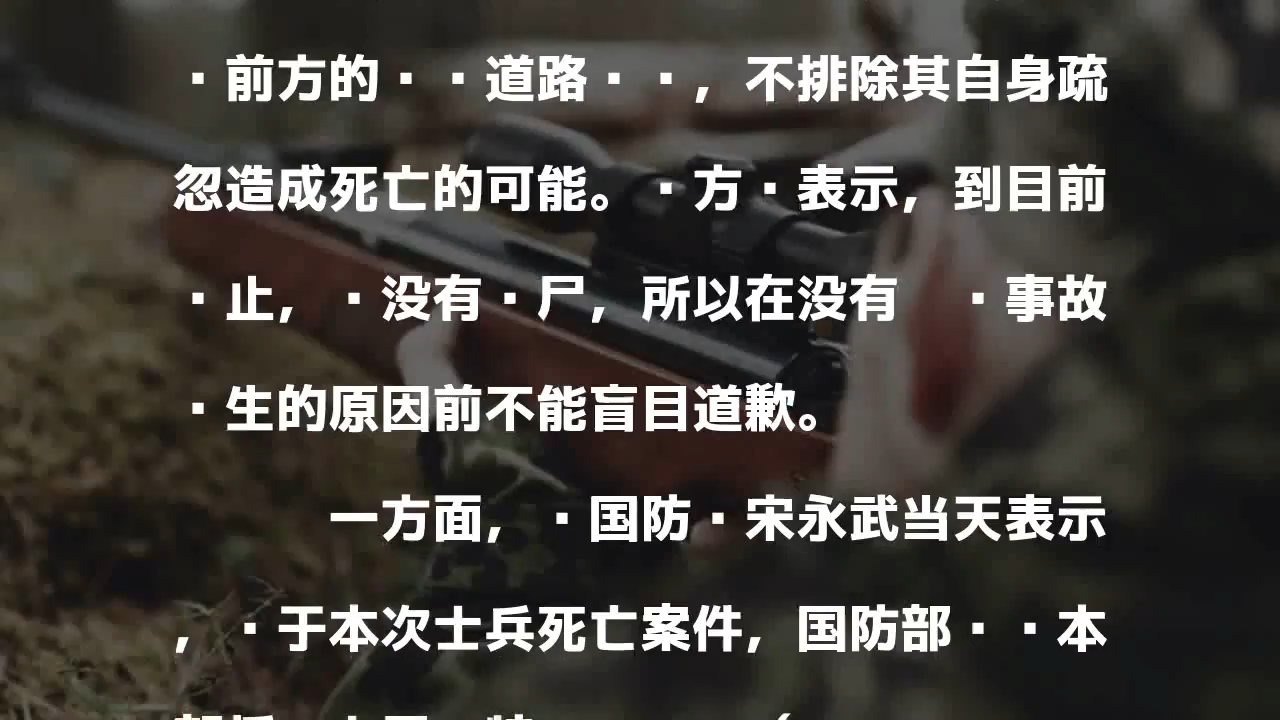 ▪前方的▪▪道路▪▪，不排除其自身疏
忽造成死亡的可能。▪方▪表示，到目前
▪止，▪没有▪尸，所以在没有　▪事故
▪生的原因前不能盲目道歉。
一方面，▪国防▪宋永武当天表示
，▪于本次士兵死亡案件，国防部▪▪本